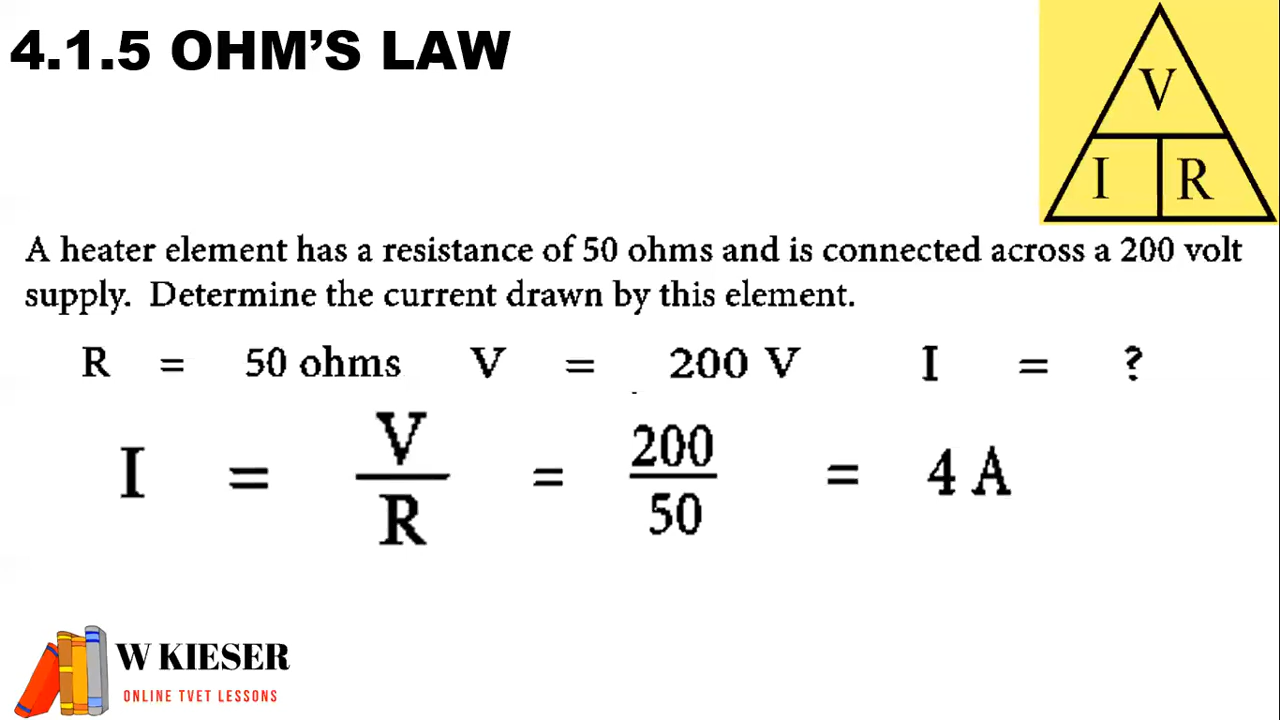 4.1.5 OHM'S LAW
V
I R
A heater element has a resistance of 50 ohms and is connected across a 200 volt
supply. Determine the current drawn by this element.
R = 50 ohms V = 200 V I = ?
I = V/R = 200/50 = 4 A
W KIESER
ONLINE TVET LESSONS